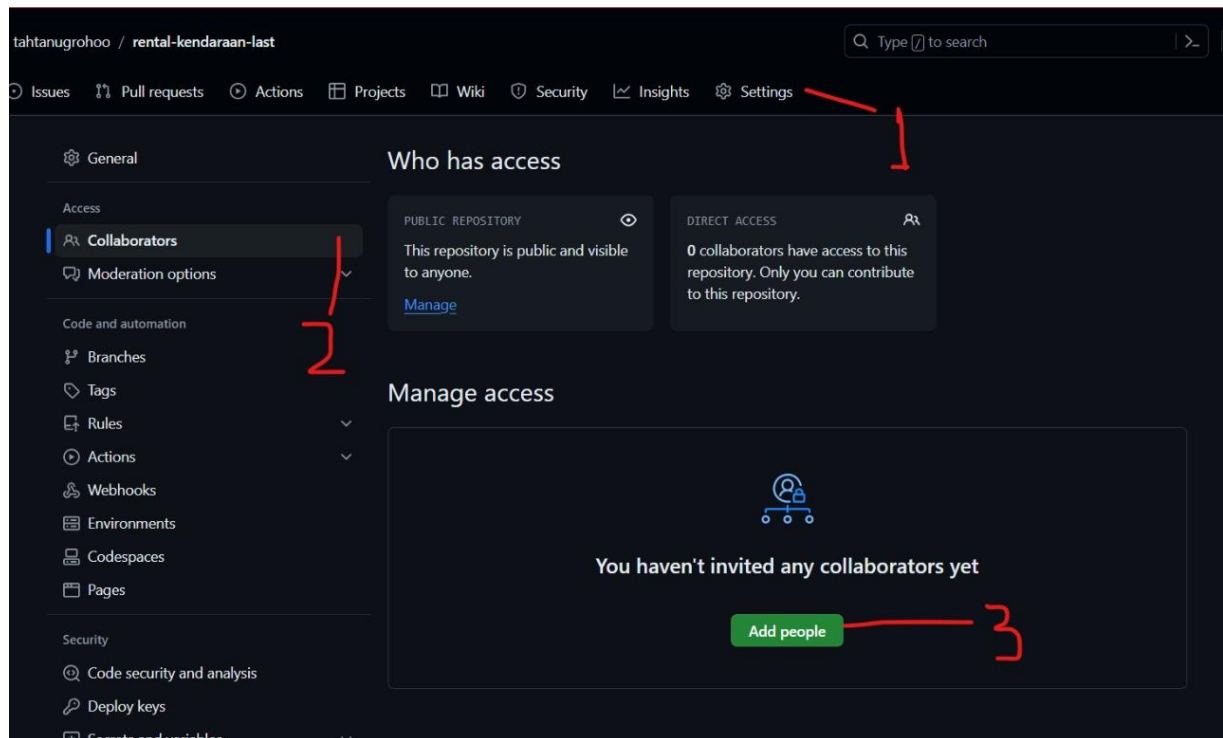 tahtanugrohoo / rental-kendaraan-last
Type / to search
Issues Pull requests Actions Projects Wiki Security Insights Settings
1
General
Access
Collaborators
Moderation options
2
Code and automation
Branches
Tags
Rules
Actions
Webhooks
Environments
Codespaces
Pages
Security
Code security and analysis
Deploy keys
Secrets and variables
Who has access
PUBLIC REPOSITORY
This repository is public and visible
to anyone.
Manage
DIRECT ACCESS
0 collaborators have access to this
repository. Only you can contribute
to this repository.
Manage access
You haven't invited any collaborators yet
Add people
3